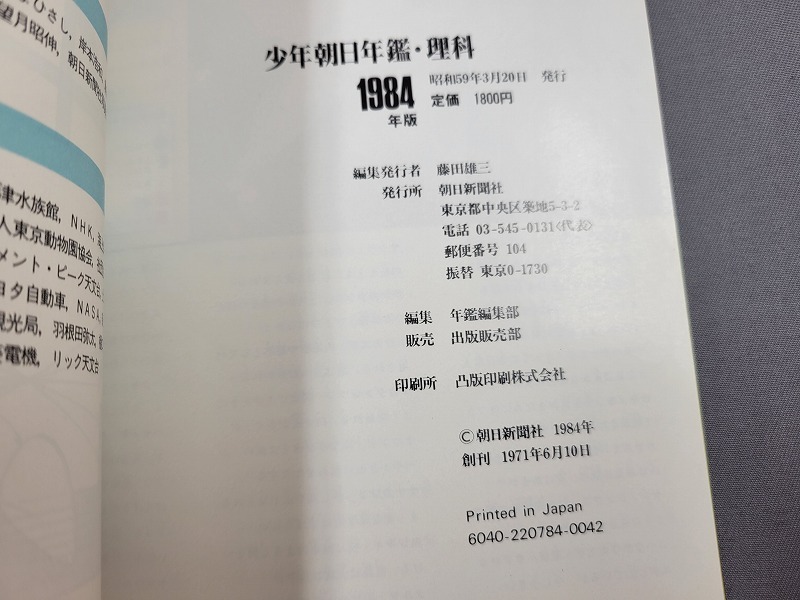 ひさし, 岸本
望月昭伸, 朝日新聞
津水族館, NHK,
人東京動物園協会,
メント・ピーク天文台,
ヨタ自動車, NASA,
観光局, 羽根田弥太,
電機, リック天文台
少年朝日年鑑・理科
1984 昭和59年3月20日 発行
年版 定価 1800円
編集発行者 藤田雄三
発行所 朝日新聞社
東京都中央区築地5-3-2
電話 03-545-0131<代表>
郵便番号 104
振替 東京0-1730
編集 年鑑編集部
販売 出版販売部
印刷所 凸版印刷株式会社
©朝日新聞社 1984年
創刊 1971年6月10日
Printed in Japan
6040-220784-0042